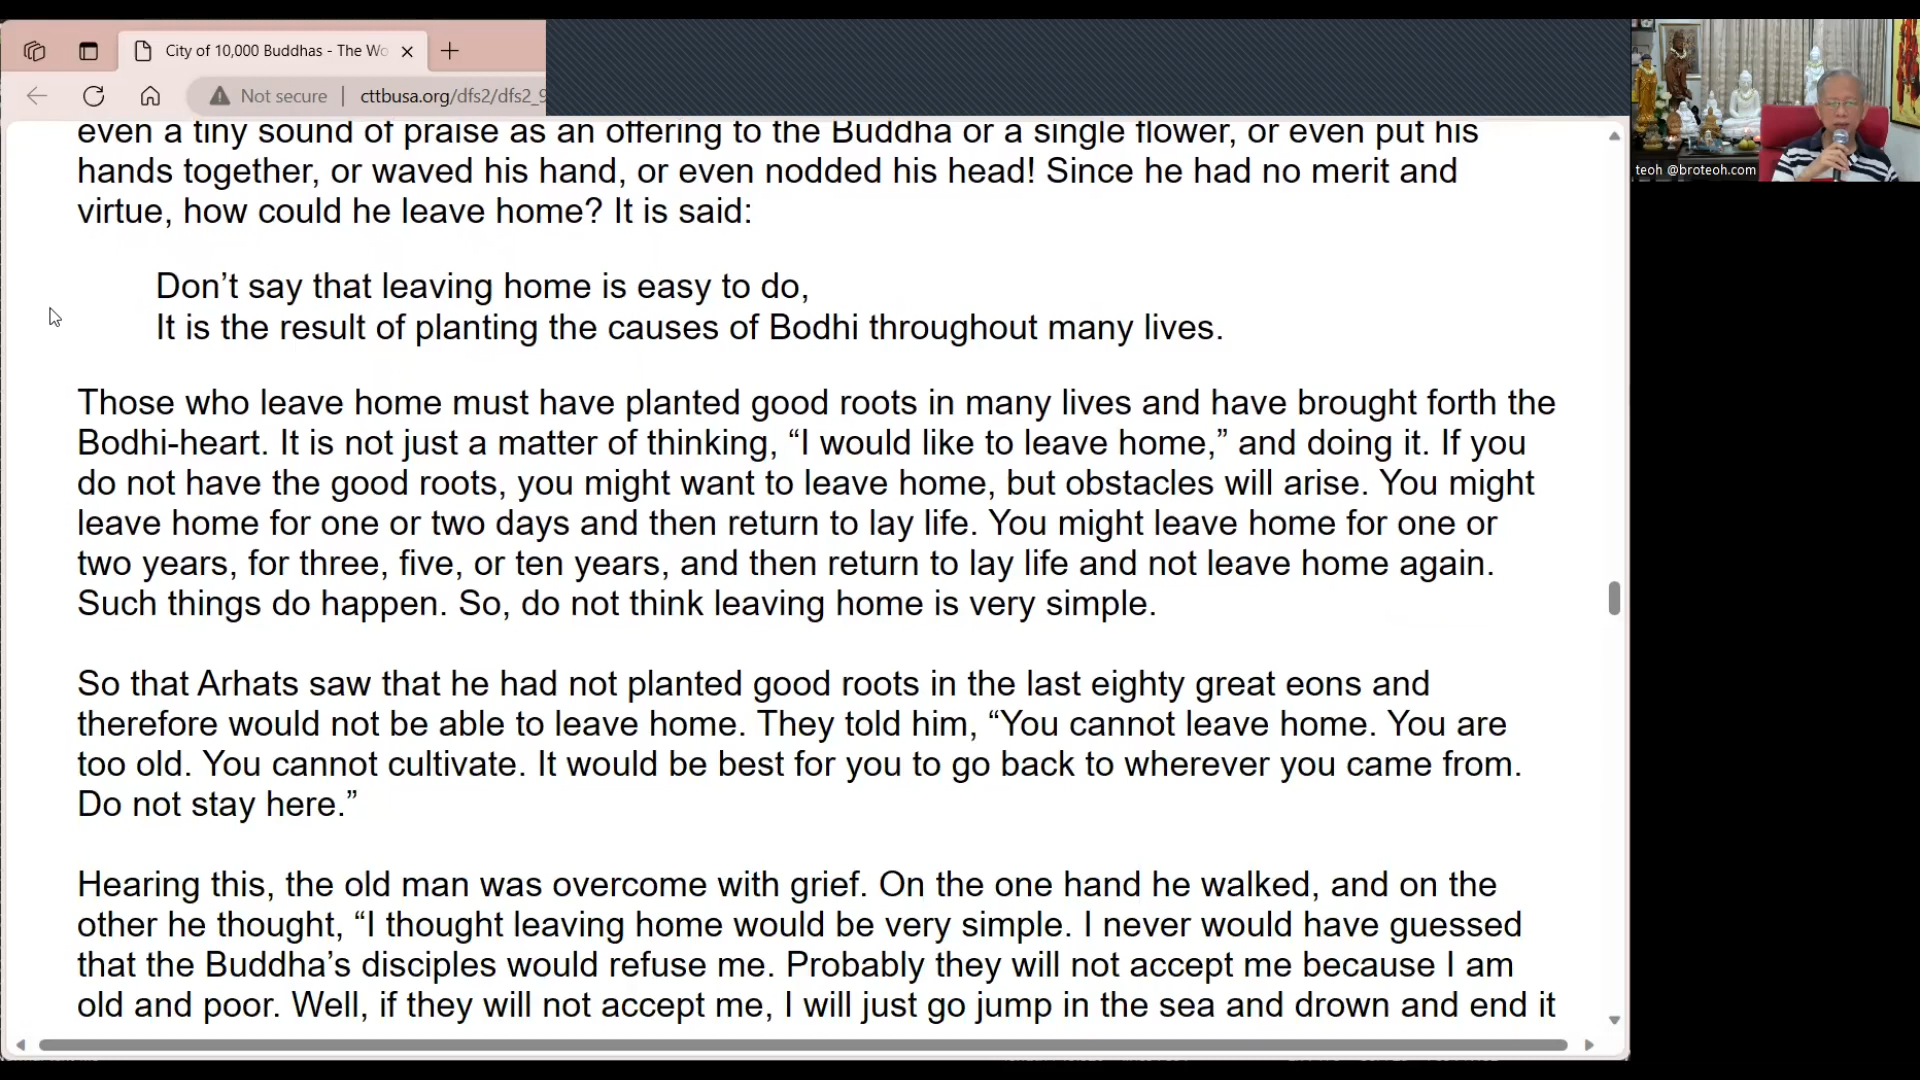 City of 10,000 Buddhas - The Wo
Not secure | cttbusa.org/dfs2/dfs2_9
teoh @broteoh.com
even a tiny sound of praise as an offering to the Buddha or a single flower, or even put his
hands together, or waved his hand, or even nodded his head! Since he had no merit and
virtue, how could he leave home? It is said:
Don’t say that leaving home is easy to do,
It is the result of planting the causes of Bodhi throughout many lives.
Those who leave home must have planted good roots in many lives and have brought forth the
Bodhi-heart. It is not just a matter of thinking, “I would like to leave home,” and doing it. If you
do not have the good roots, you might want to leave home, but obstacles will arise. You might
leave home for one or two days and then return to lay life. You might leave home for one or
two years, for three, five, or ten years, and then return to lay life and not leave home again.
Such things do happen. So, do not think leaving home is very simple.
So that Arhats saw that he had not planted good roots in the last eighty great eons and
therefore would not be able to leave home. They told him, “You cannot leave home. You are
too old. You cannot cultivate. It would be best for you to go back to wherever you came from.
Do not stay here.”
Hearing this, the old man was overcome with grief. On the one hand he walked, and on the
other he thought, “I thought leaving home would be very simple. I never would have guessed
that the Buddha’s disciples would refuse me. Probably they will not accept me because I am
old and poor. Well, if they will not accept me, I will just go jump in the sea and drown and end it